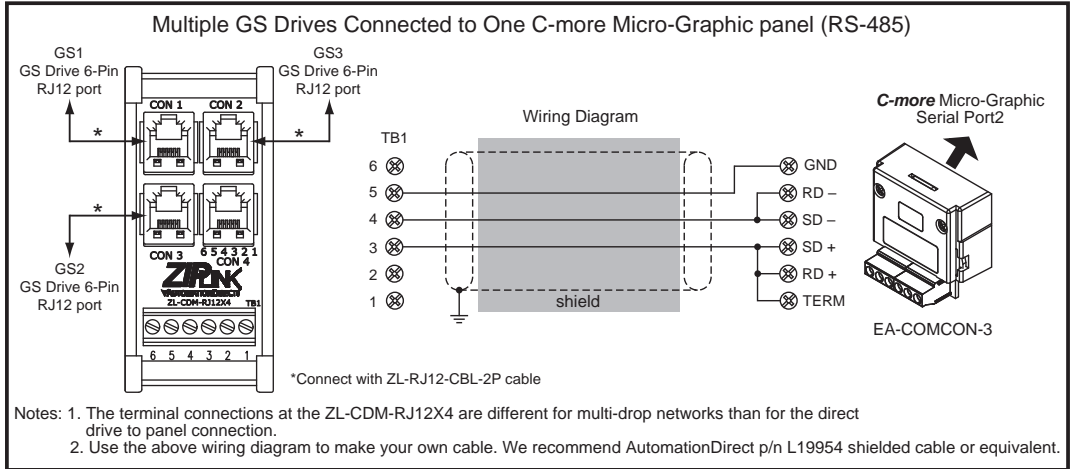 Multiple GS Drives Connected to One C-more Micro-Graphic panel (RS-485)
GS1
GS Drive 6-Pin
RJ12 port
GS3
GS Drive 6-Pin
RJ12 port
CON 1
CON 2
*
*
*
CON 3
6 5 4 3 2 1
CON 4
GS2
GS Drive 6-Pin
RJ12 port
ZIPLINK
AUTOMATIONDIRECT
ZL-CDM-RJ12X4
TB1
6 5 4 3 2 1
*Connect with ZL-RJ12-CBL-2P cable
Wiring Diagram
TB1
6
5
4
3
2
1
shield
GND
RD –
SD –
SD +
RD +
TERM
C-more Micro-Graphic
Serial Port2
EA-COMCON-3
Notes: 1. The terminal connections at the ZL-CDM-RJ12X4 are different for multi-drop networks than for the direct
drive to panel connection.
2. Use the above wiring diagram to make your own cable. We recommend AutomationDirect p/n L19954 shielded cable or equivalent.